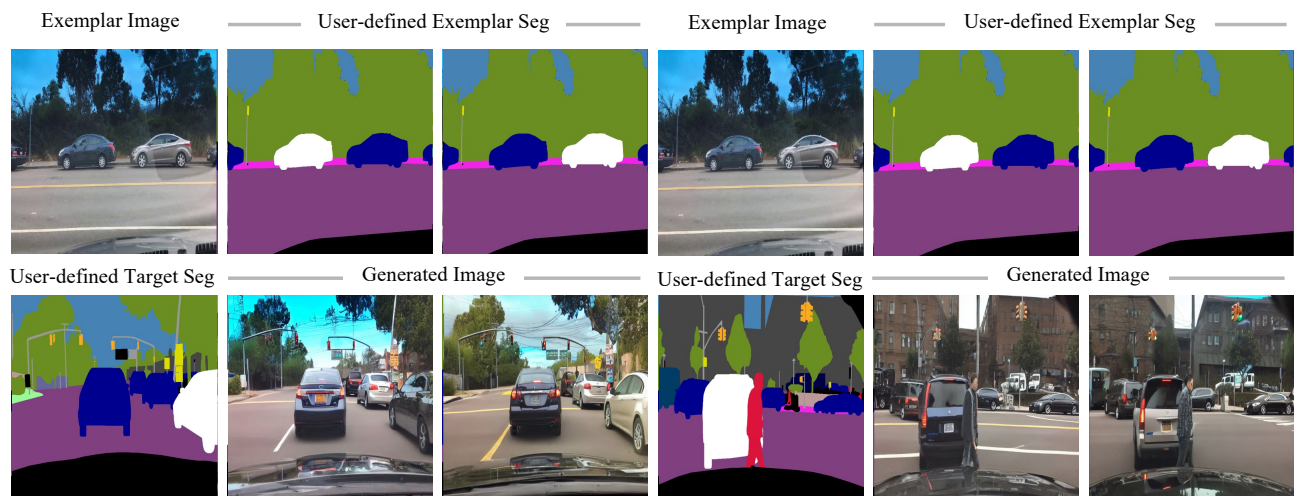 Exemplar Image
User-defined Exemplar Seg
Exemplar Image
User-defined Exemplar Seg
User-defined Target Seg
Generated Image
User-defined Target Seg
Generated Image